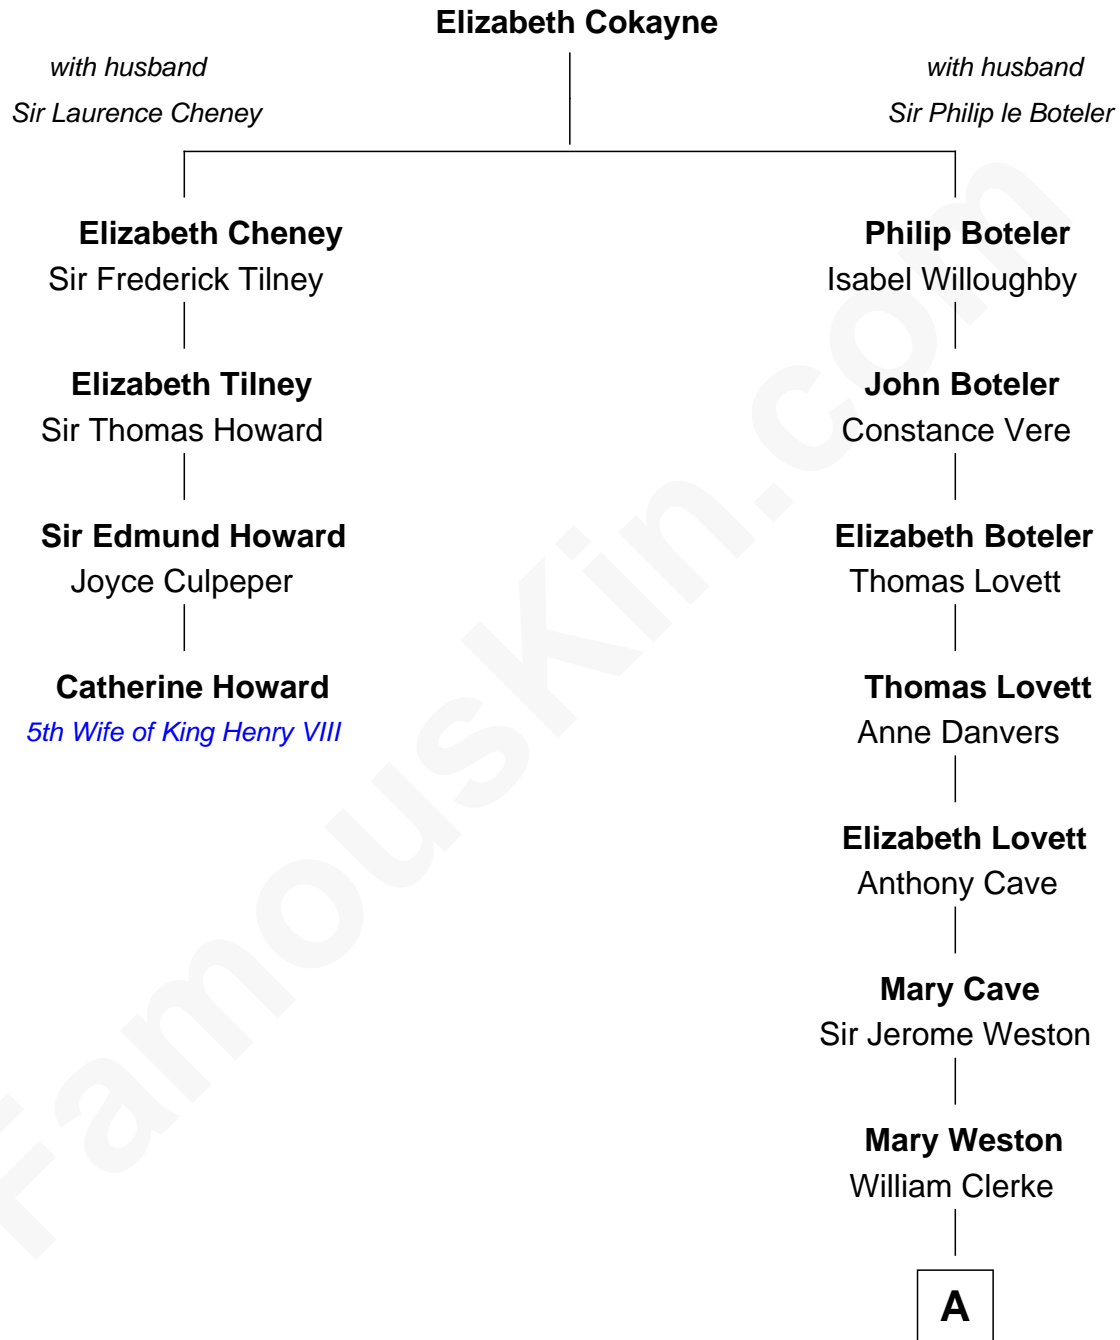 Elizabeth Cokayne
with husband
Sir Laurence Cheney
with husband
Sir Philip le Boteler
Elizabeth Cheney
Sir Frederick Tilney
Elizabeth Tilney
Sir Thomas Howard
Sir Edmund Howard
Joyce Culpeper
Catherine Howard
5th Wife of King Henry VIII
Philip Boteler
Isabel Willoughby
John Boteler
Constance Vere
Elizabeth Boteler
Thomas Lovett
Thomas Lovett
Anne Danvers
Elizabeth Lovett
Anthony Cave
Mary Cave
Sir Jerome Weston
Mary Weston
William Clerke
A
FamousKin.com